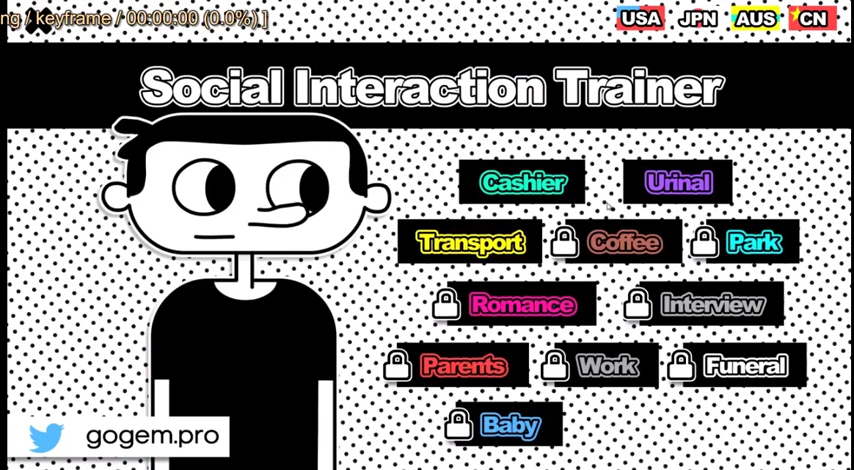 ng / keyframe / 00:00:00 (0.0%) ]
USA JPN AUS CN
Social Interaction Trainer
Cashier Urinal
Transport Coffee Park
Romance Interview
Parents Work Funeral
Baby
gogem.pro